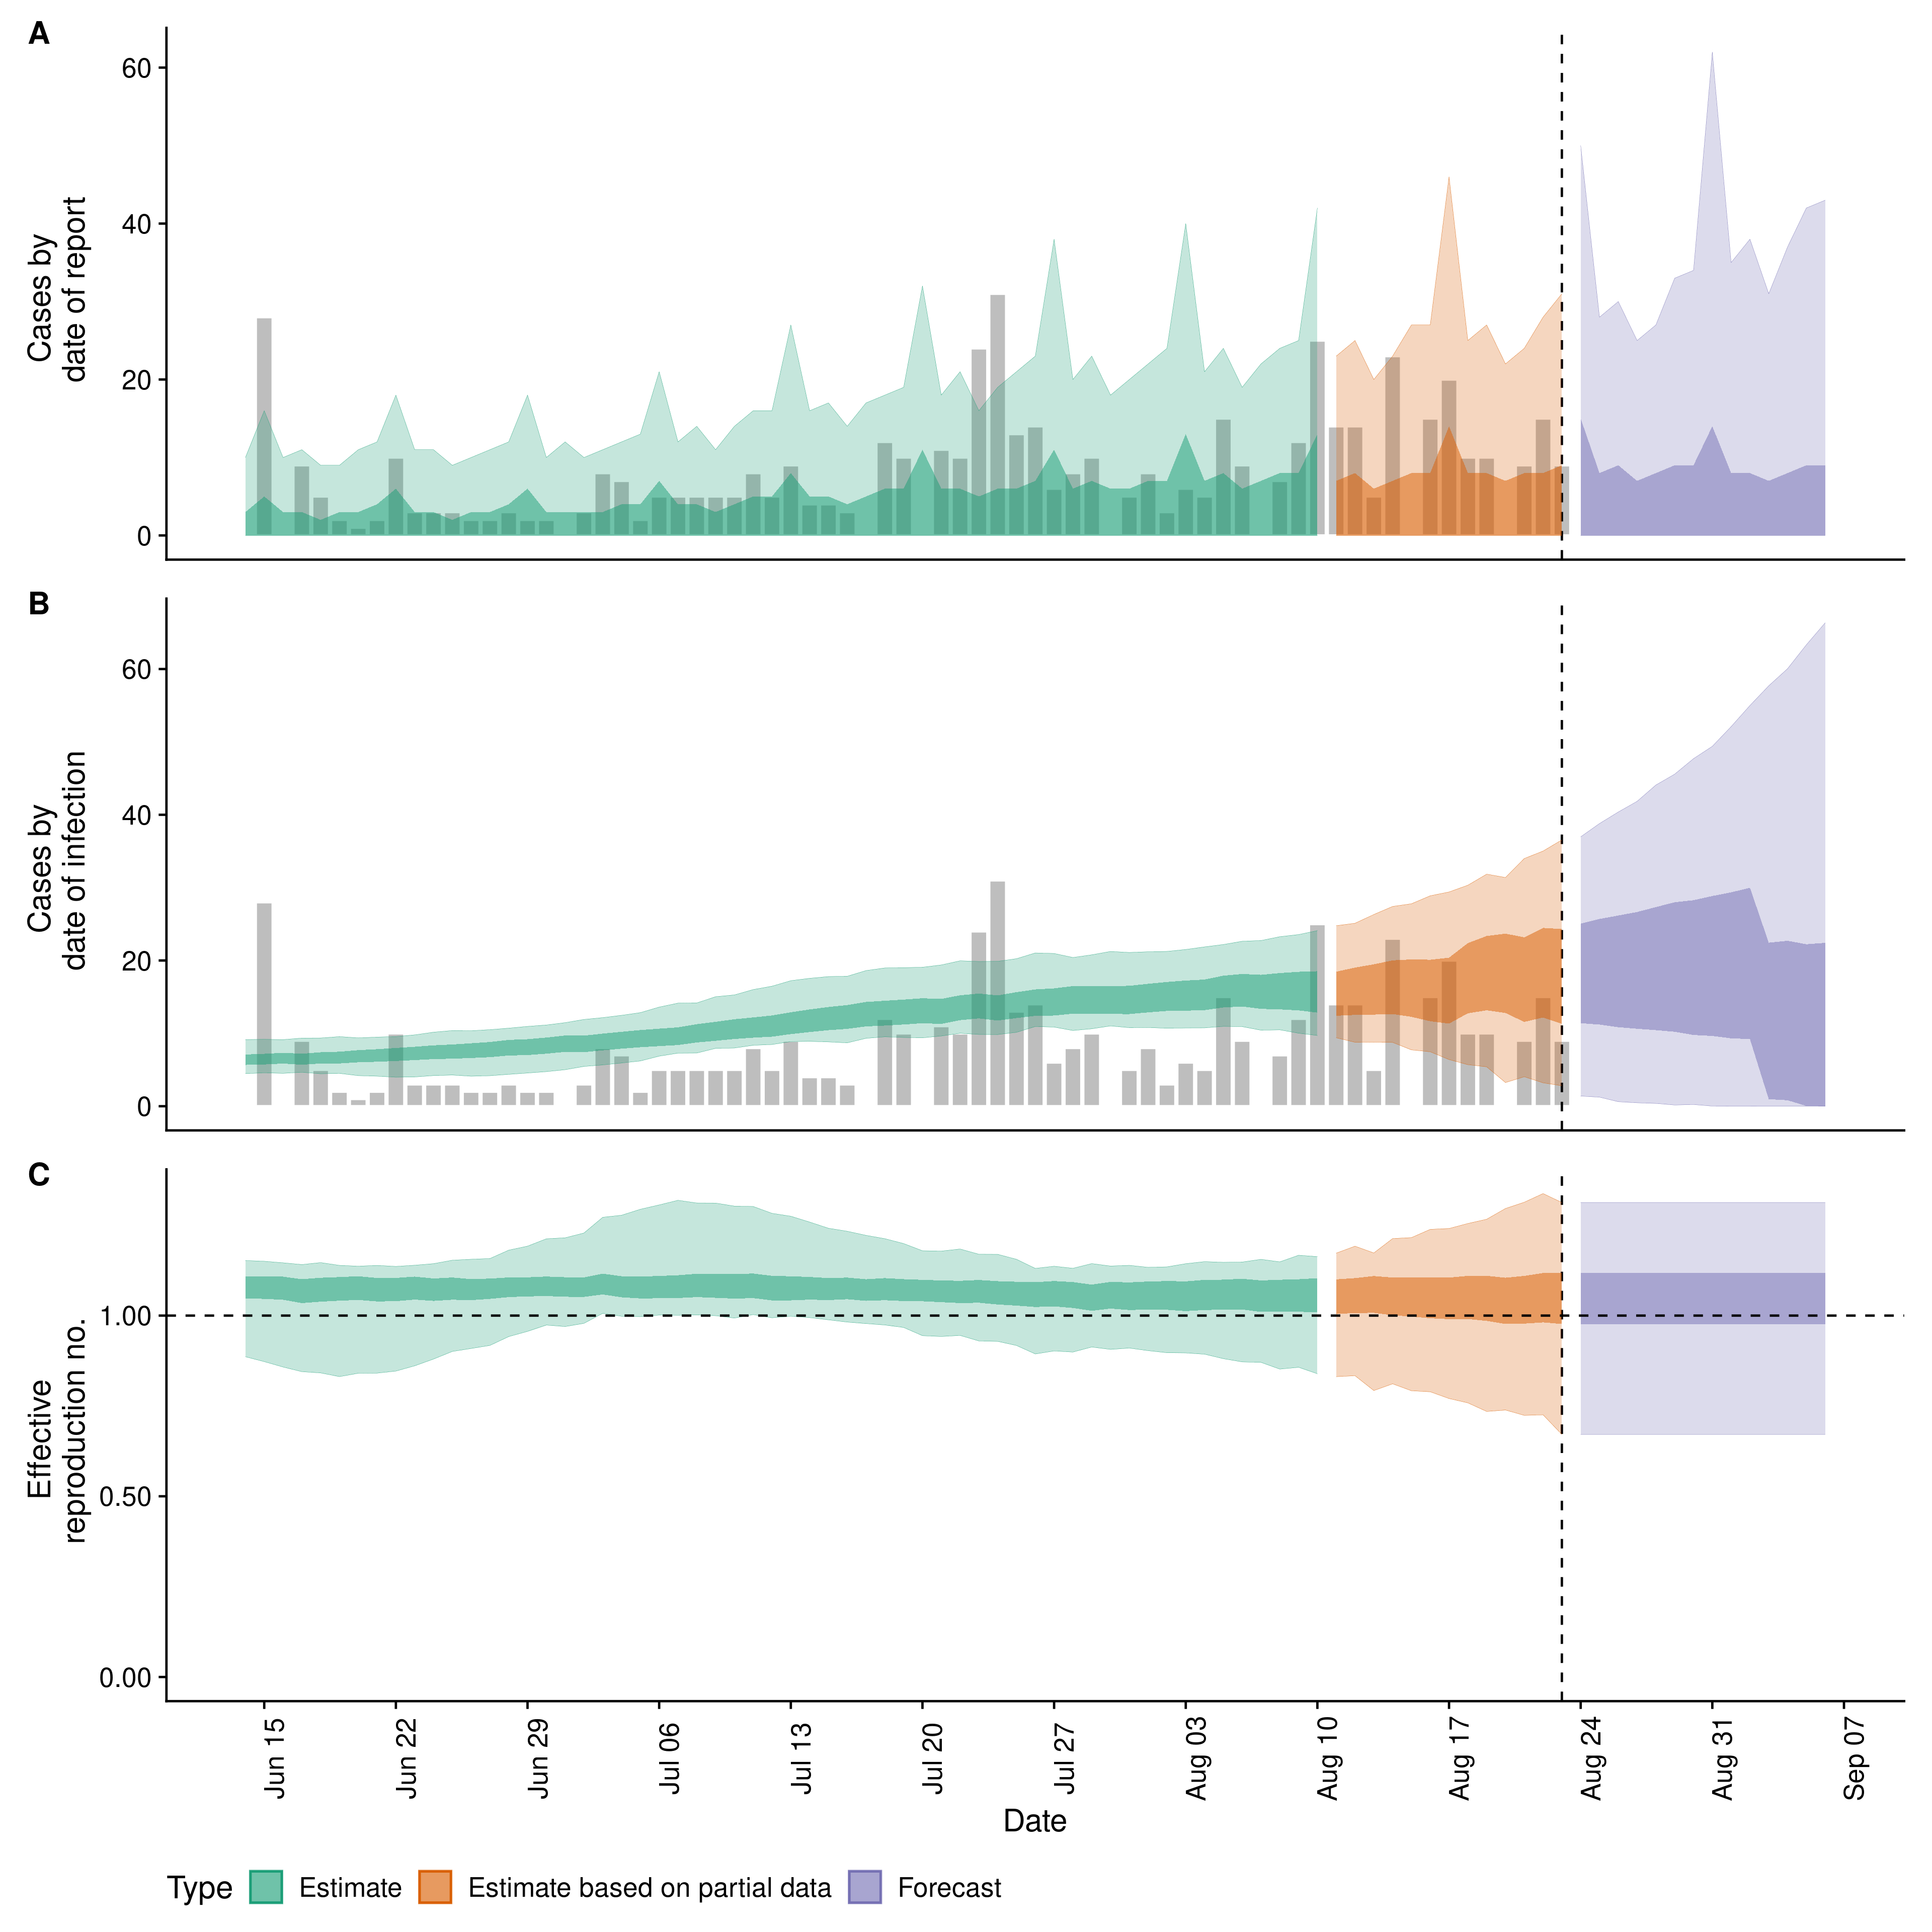 A
60
40
20
0
Cases by
date of report
B
60
40
20
0
Cases by
date of infection
C
1.00
0.50
0.00
Effective
reproduction no.
Jun 15
Jun 22
Jun 29
Jul 06
Jul 13
Jul 20
Jul 27
Aug 03
Aug 10
Aug 17
Aug 24
Aug 31
Sep 07
Date
Type Estimate Estimate based on partial data Forecast